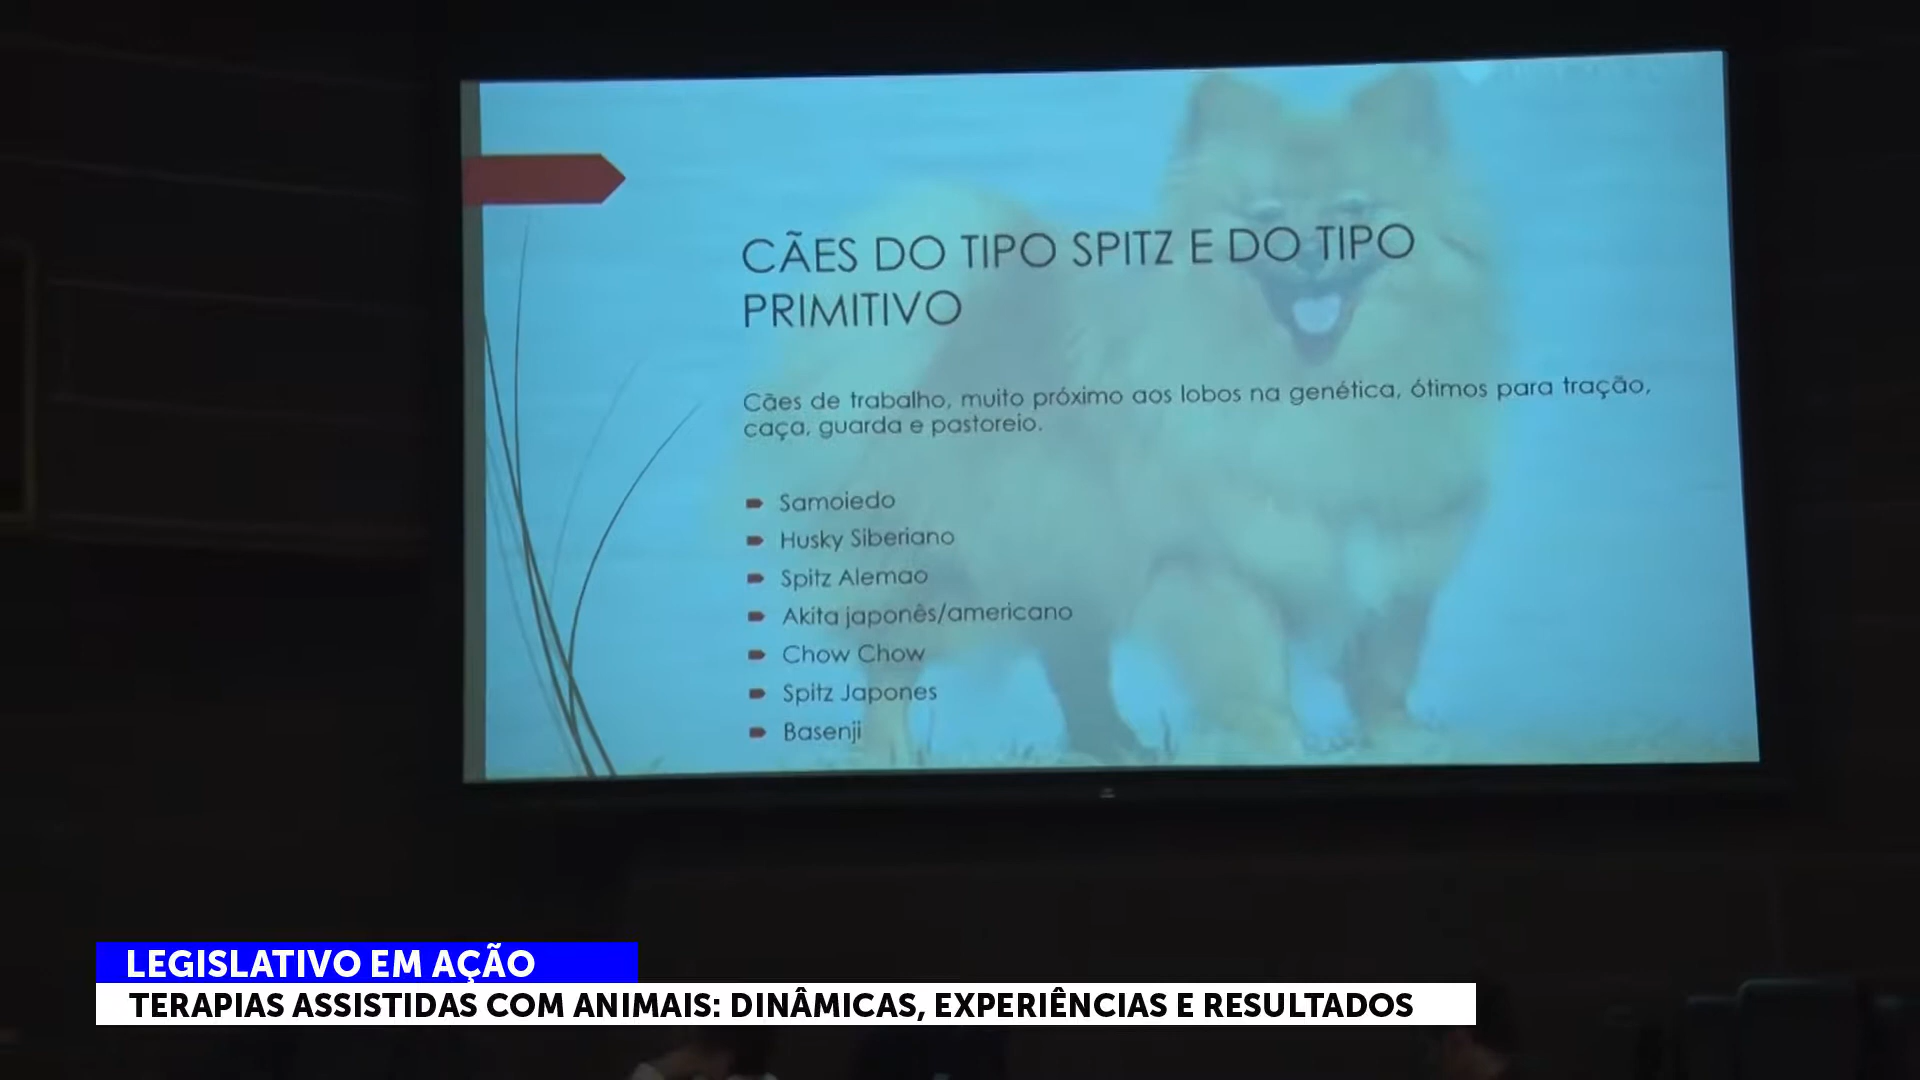 CÃES DO TIPO SPITZ E DO TIPO
PRIMITIVO
Cães de trabalho, muito próximo aos lobos na genética, ótimos para tração,
caça, guarda e pastoreio.
Samoiedo
Husky Siberiano
Spitz Alemao
Akita japonês/americano
Chow Chow
Spitz Japones
Basenji
LEGISLATIVO EM AÇÃO
TERAPIAS ASSISTIDAS COM ANIMAIS: DINÂMICAS, EXPERIÊNCIAS E RESULTADOS